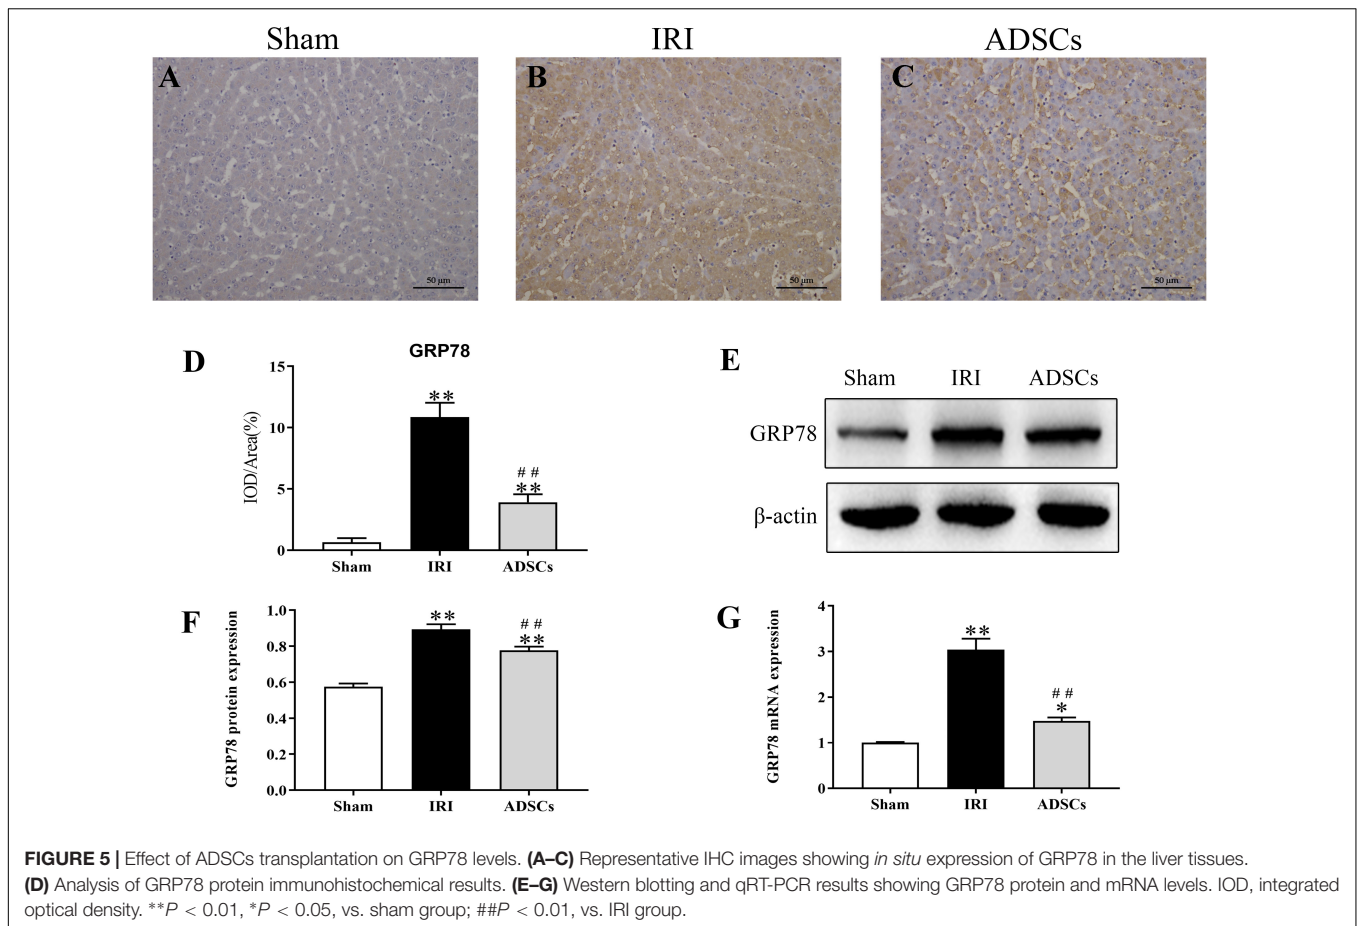 Sham IRI ADSCs
A B C
50 µm 50 µm 50 µm
D
GRP78
IOD/Area(%)
15
10
5
0
**
# #
**
Sham IRI ADSCs
E
Sham IRI ADSCs
GRP78
β-actin
F
GRP78 protein expression
1.0
0.8
0.6
0.4
0.2
0.0
**
# #
**
Sham IRI ADSCs
G
GRP78 mRNA expression
4
3
2
1
0
**
# #
*
Sham IRI ADSCs
FIGURE 5 | Effect of ADSCs transplantation on GRP78 levels. (A–C) Representative IHC images showing in situ expression of GRP78 in the liver tissues.
(D) Analysis of GRP78 protein immunohistochemical results. (E–G) Western blotting and qRT-PCR results showing GRP78 protein and mRNA levels. IOD, integrated
optical density. **P < 0.01, *P < 0.05, vs. sham group; ##P < 0.01, vs. IRI group.